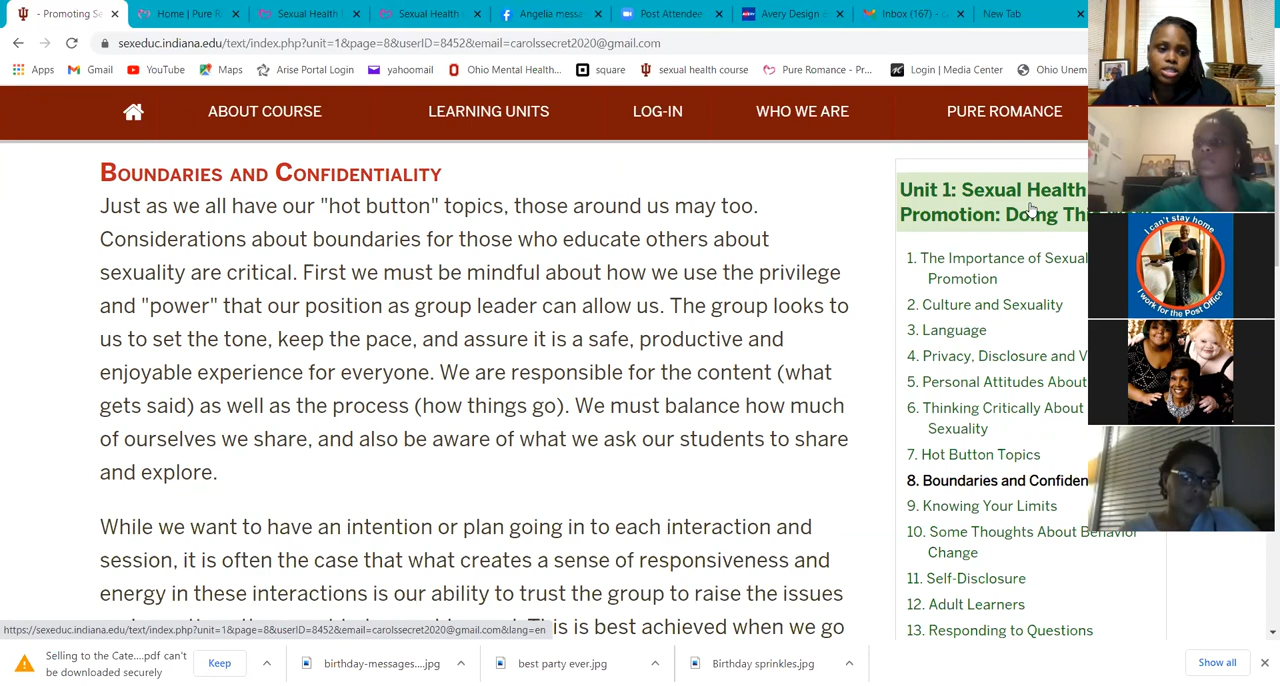 - Promoting Se
Home | Pure R
Sexual Health
Sexual Health
Angelia messa
Post Attendee
Avery Design
Inbox (167) -
New Tab
sexeduc.indiana.edu/text/index.php?unit=1&page=8&userID=8452&email=carolssecret2020@gmail.com
Apps
Gmail
YouTube
Maps
Arise Portal Login
yahoomail
Ohio Mental Health...
square
sexual health course
Pure Romance - Pr...
Login | Media Center
Ohio Unem
ABOUT COURSE
LEARNING UNITS
LOG-IN
WHO WE ARE
PURE ROMANCE
Boundaries and Confidentiality
Just as we all have our "hot button" topics, those around us may too.
Considerations about boundaries for those who educate others about
sexuality are critical. First we must be mindful about how we use the privilege
and "power" that our position as group leader can allow us. The group looks to
us to set the tone, keep the pace, and assure it is a safe, productive and
enjoyable experience for everyone. We are responsible for the content (what
gets said) as well as the process (how things go). We must balance how much
of ourselves we share, and also be aware of what we ask our students to share
and explore.
While we want to have an intention or plan going in to each interaction and
session, it is often the case that what creates a sense of responsiveness and
energy in these interactions is our ability to trust the group to raise the issues
is is best achieved when we go
Unit 1: Sexual Health
Promotion: Doing Thi
1. The Importance of Sexual
Promotion
2. Culture and Sexuality
3. Language
4. Privacy, Disclosure and V
5. Personal Attitudes About
6. Thinking Critically About
Sexuality
7. Hot Button Topics
8. Boundaries and Confiden
9. Knowing Your Limits
10. Some Thoughts About Behavior
Change
11. Self-Disclosure
12. Adult Learners
13. Responding to Questions
I can't stay home
I work for the Post Office
https://sexeduc.indiana.edu/text/index.php?unit=1&page=8&userID=8452&email=carolssecret2020@gmail.com&lang=en
Selling to the Cate....pdf can't
be downloaded securely
Keep
birthday-messages....jpg
best party ever.jpg
Birthday sprinkles.jpg
Show all